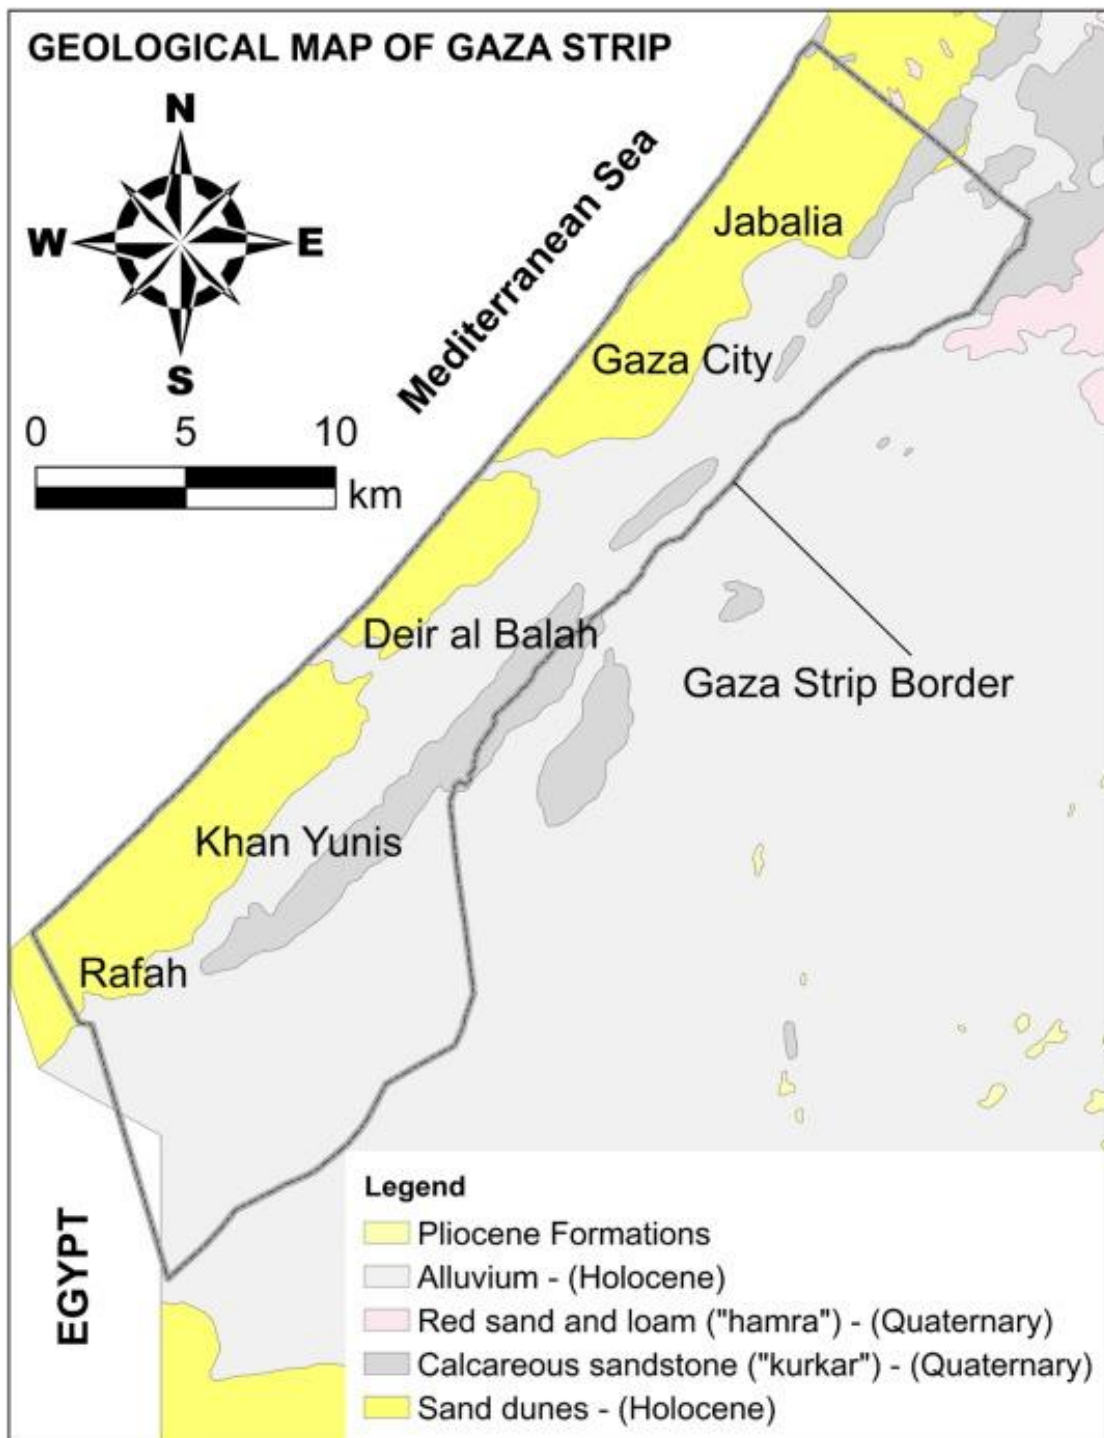 GEOLOGICAL MAP OF GAZA STRIP
N
W
E
S
0 5 10
km
Mediterranean Sea
Jabalia
Gaza City
Deir al Balah
Gaza Strip Border
Khan Yunis
Rafah
EGYPT
Legend
Pliocene Formations
Alluvium - (Holocene)
Red sand and loam ("hamra") - (Quaternary)
Calcareous sandstone ("kurkar") - (Quaternary)
Sand dunes - (Holocene)